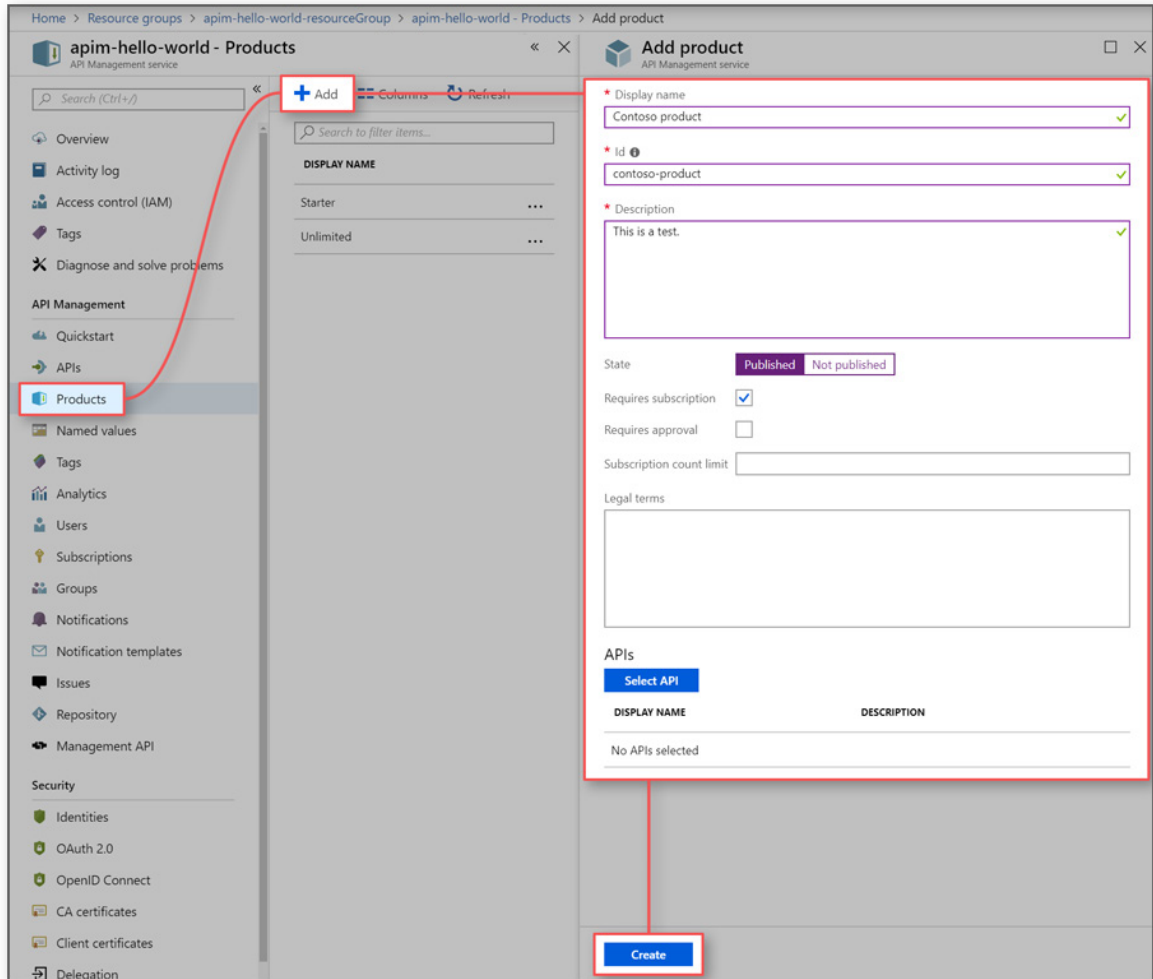 Home > Resource groups > apim-hello-world-resourceGroup > apim-hello-world - Products > Add product
apim-hello-world - Products
API Management service
Search (Ctrl+/)
Overview
Activity log
Access control (IAM)
Tags
Diagnose and solve problems
API Management
Quickstart
APIs
Products
Named values
Tags
Analytics
Users
Subscriptions
Groups
Notifications
Notification templates
Issues
Repository
Management API
Security
Identities
OAuth 2.0
OpenID Connect
CA certificates
Client certificates
Delegation
Add Columns Refresh
Search to filter items...
DISPLAY NAME
Starter ...
Unlimited ...
Add product
API Management service
* Display name
Contoso product
* Id
contoso-product
* Description
This is a test.
State Published Not published
Requires subscription
Requires approval
Subscription count limit
Legal terms
APIs
Select API
DISPLAY NAME DESCRIPTION
No APIs selected
Create